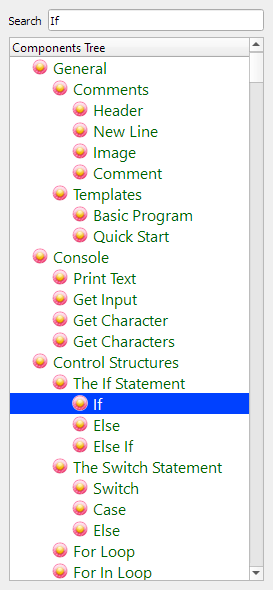 Search If
Components Tree
General
Comments
Header
New Line
Image
Comment
Templates
Basic Program
Quick Start
Console
Print Text
Get Input
Get Character
Get Characters
Control Structures
The If Statement
If
Else
Else If
The Switch Statement
Switch
Case
Else
For Loop
For In Loop